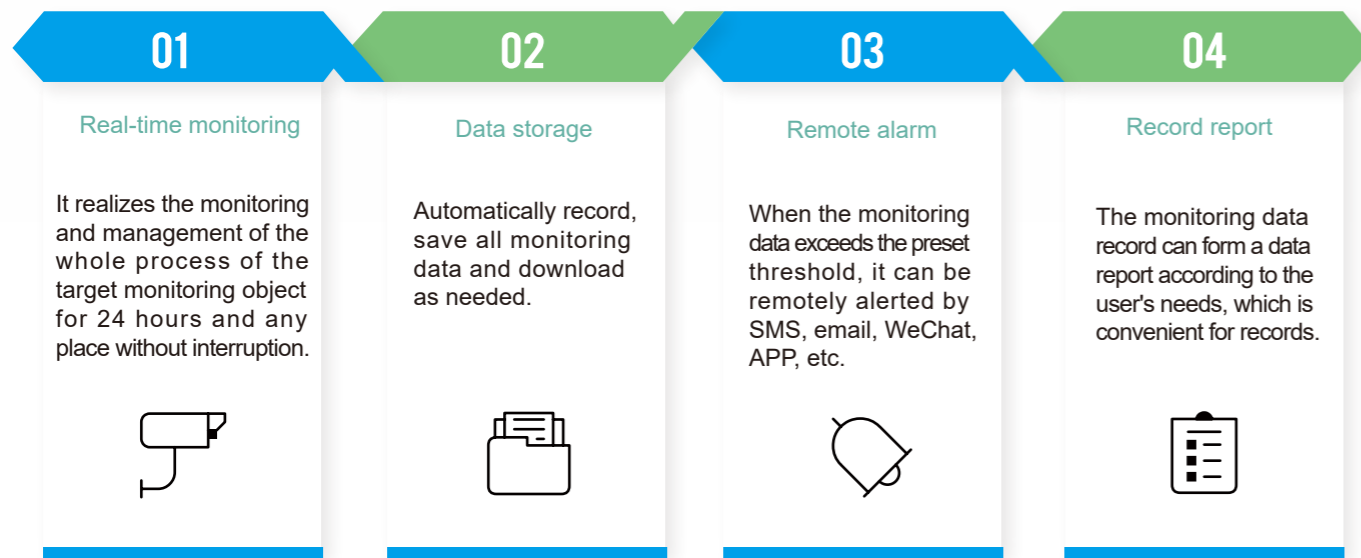 01
Real-time monitoring
It realizes the monitoring
and management of the
whole process of the
target monitoring object
for 24 hours and any
place without interruption.
02
Data storage
Automatically record,
save all monitoring
data and download
as needed.
03
Remote alarm
When the monitoring
data exceeds the preset
threshold, it can be
remotely alerted by
SMS, email, WeChat,
APP, etc.
04
Record report
The monitoring data
record can form a data
report according to the
user's needs, which is
convenient for records.